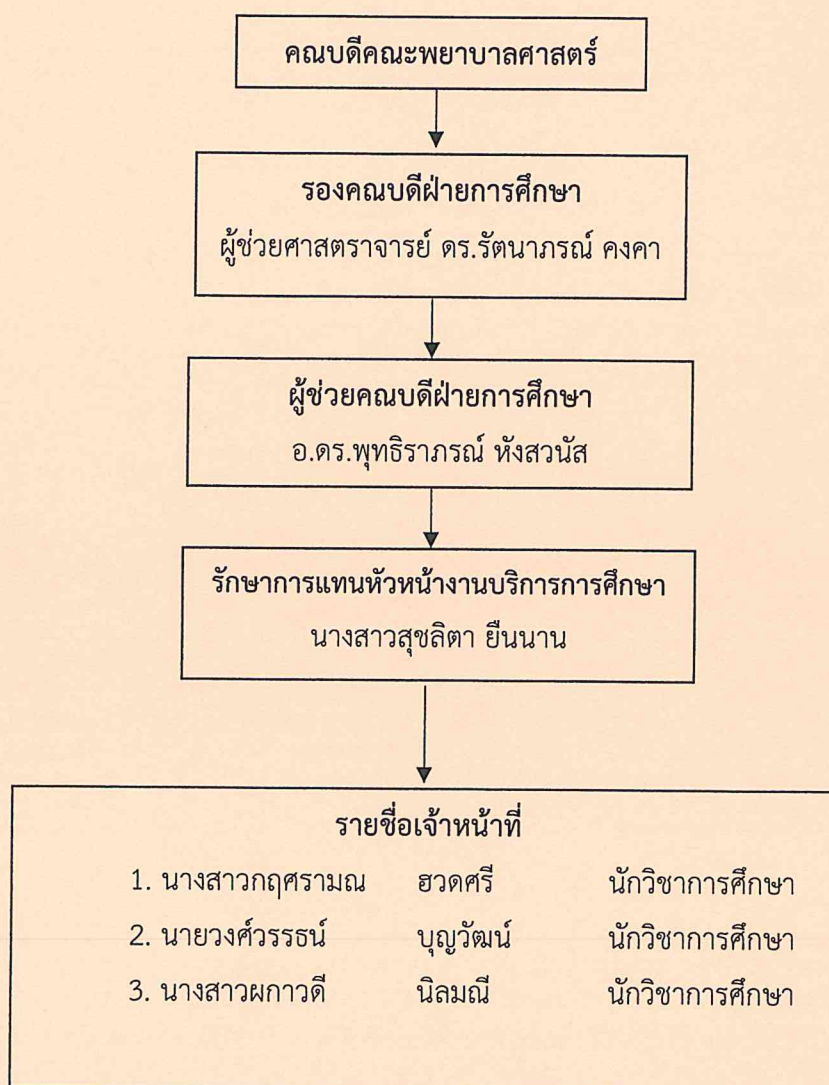 คณบดีคณะพยาบาลศาสตร์
รองคณบดีฝ่ายการศึกษา
ผู้ช่วยศาสตราจารย์ ดร.รัตนาภรณ์ คงคา
ผู้ช่วยคณบดีฝ่ายการศึกษา
อ.ดร.พุทธิราภรณ์ หังสวนัส
รักษาการแทนหัวหน้างานบริการการศึกษา
นางสาวสุชลิตา ยืนนาน
รายชื่อเจ้าหน้าที่
1. นางสาวกฤศรามณ ฮวดศรี นักวิชาการศึกษา
2. นายวงศ์วรรธน์ บุญวัฒน์ นักวิชาการศึกษา
3. นางสาวผกาวดี นิลมณี นักวิชาการศึกษา